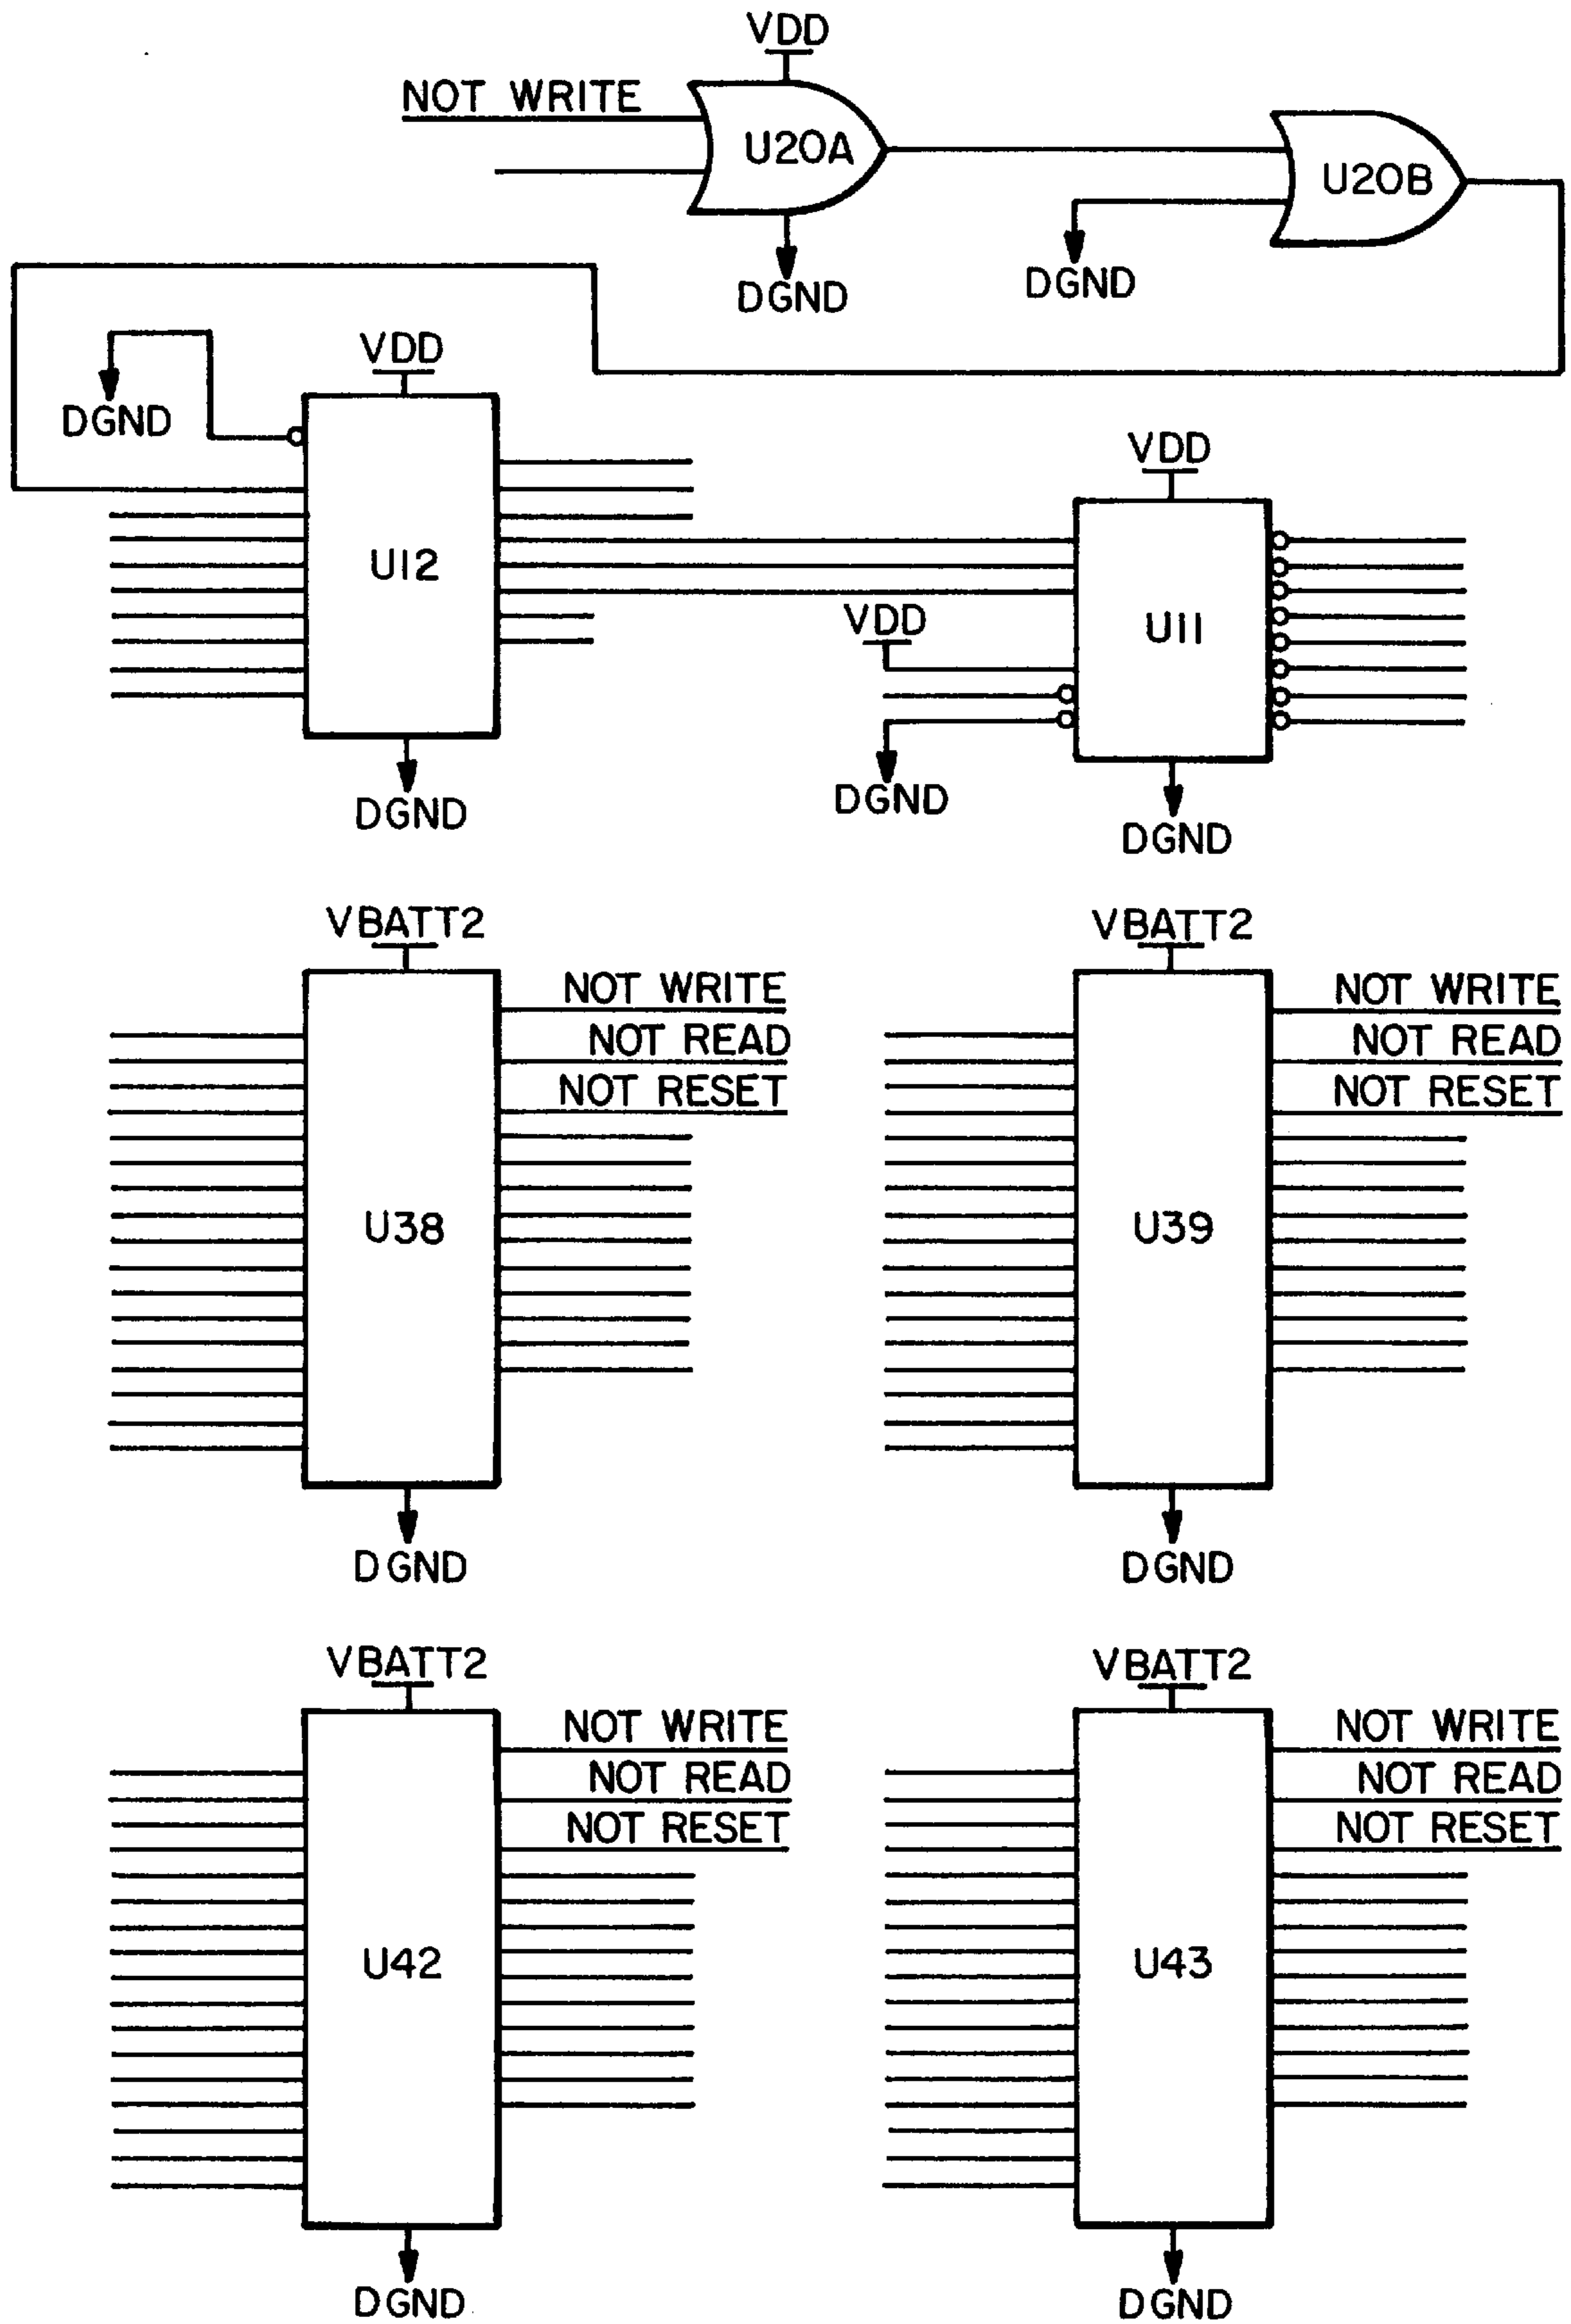 VDD
NOT WRITE
U20A
U20B
DGND
DGND
VDD
DGND
VDD
U12
VDD
U11
DGND
DGND
DGND
VBATT2
VBATT2
NOT WRITE
NOT WRITE
NOT READ
NOT READ
NOT RESET
NOT RESET
U38
U39
DGND
DGND
VBATT2
VBATT2
NOT WRITE
NOT WRITE
NOT READ
NOT READ
NOT RESET
NOT RESET
U42
U43
DGND
DGND